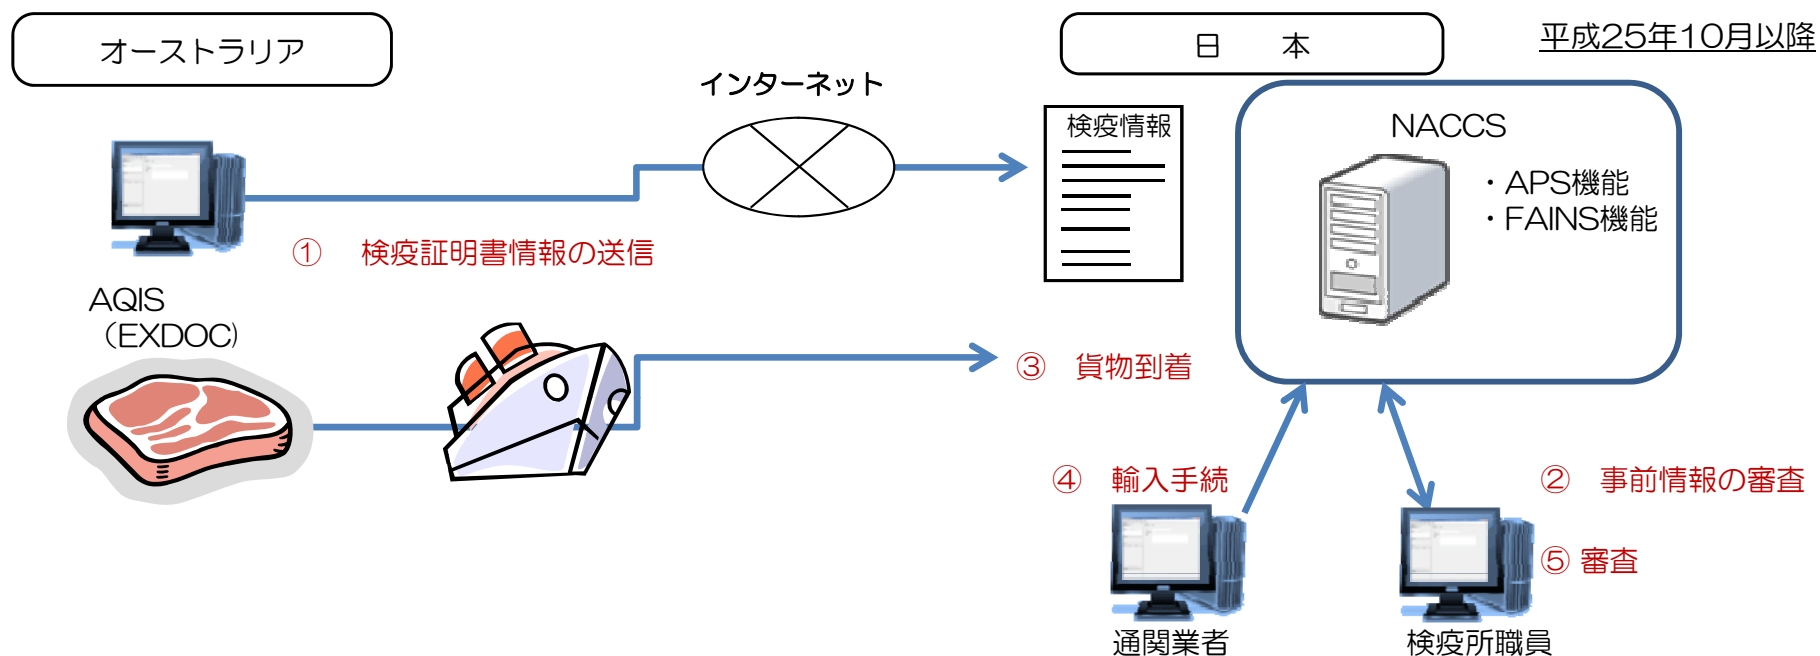 オーストラリア
日 本
平成25年10月以降
インターネット
検疫情報
NACCS
・APS機能
・FAINS機能
① 検疫証明書情報の送信
AQIS
（EXDOC)
③ 貨物到着
④ 輸入手続
② 事前情報の審査
⑤ 審査
通関業者
検疫所職員